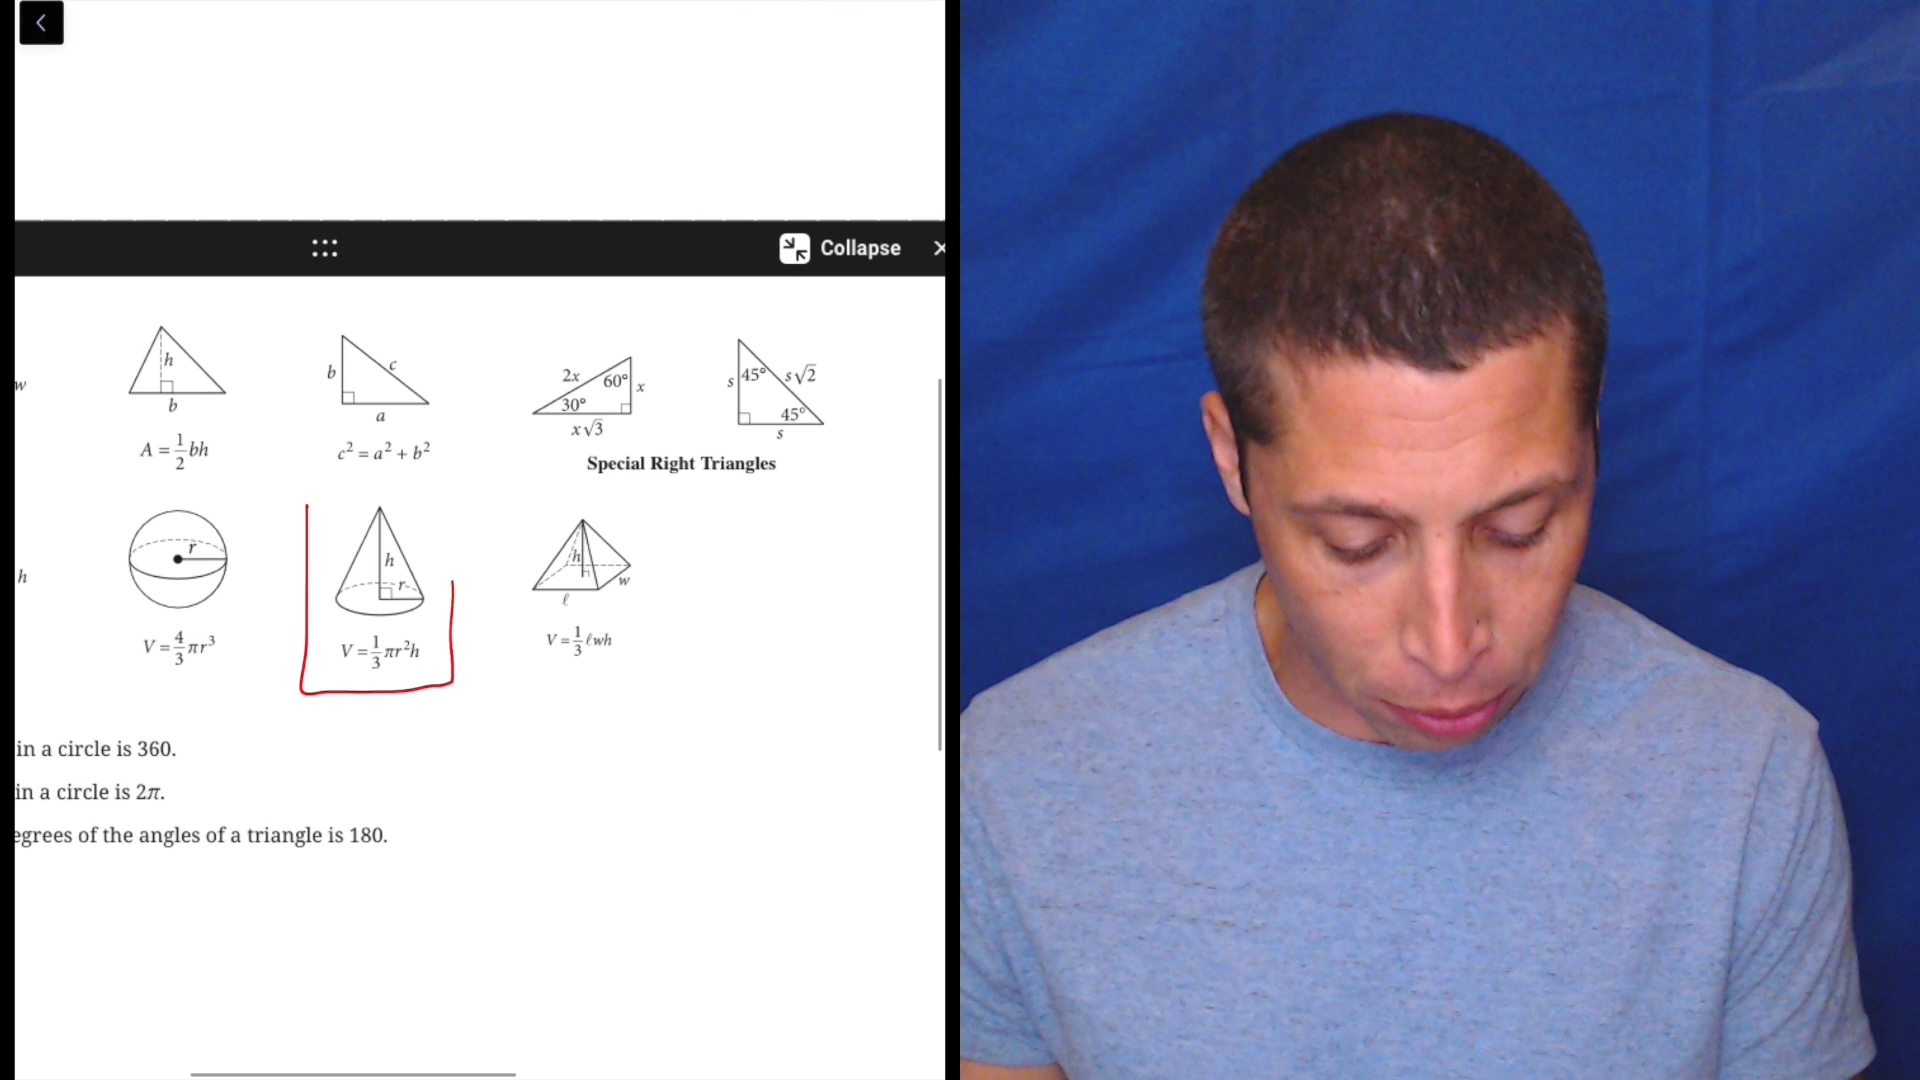 Collapse
w
h
b
A = 1/2 bh
b
c
a
c² = a² + b²
2x
60°
x
30°
x√3
s
45°
s√2
45°
s
Special Right Triangles
h
r
V = 4/3 πr³
h
r
V = 1/3 πr²h
h
w
ℓ
V = 1/3 ℓwh
in a circle is 360.
in a circle is 2π.
egrees of the angles of a triangle is 180.